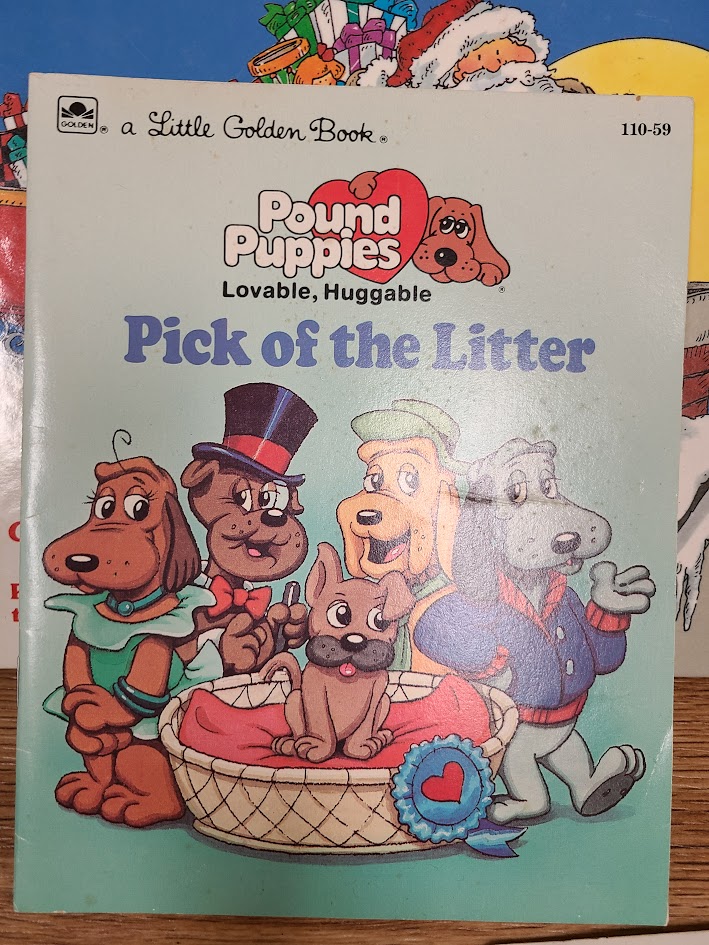 GOLDEN®
a Little Golden Book®
110-59
Pound
Puppies®
Lovable, Huggable
Pick of the Litter